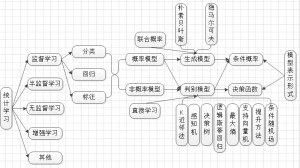 统计学习
监督学习
半监督学习
无监督学习
增强学习
其他
分类
回归
标注
概率模型
非概率模型
联合概率
直接学习
生成模型
判别模型
朴素贝叶斯
隐马尔可夫
条件概率
决策函数
模型表示形式
K近邻法
感知机
决策树
逻辑斯蒂回归
最大熵
支持向量机
提升方法
条件随机场